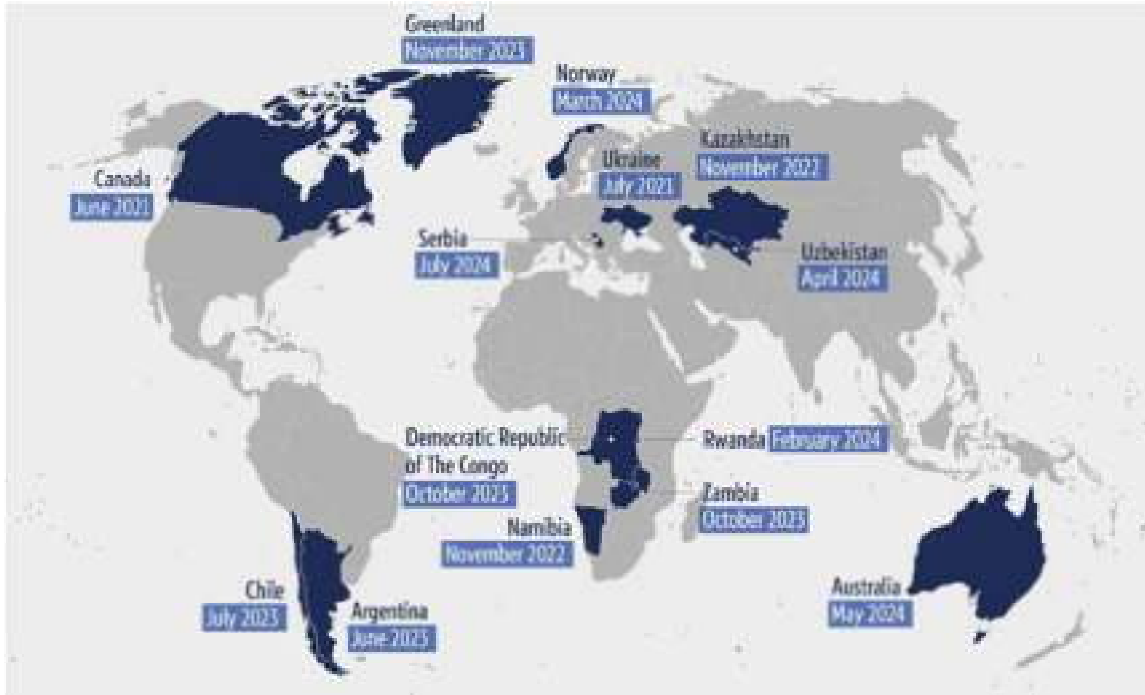 Greenland
November 2023
Norway
March 2024
Kazakhstan
November 2022
Ukraine
July 2021
Canada
June 2021
Serbia
July 2024
Uzbekistan
April 2024
Democratic Republic
of The Congo
October 2023
Rwanda February 2024
Zambia
October 2023
Namibia
November 2022
Chile
July 2023
Argentina
June 2023
Australia
May 2024